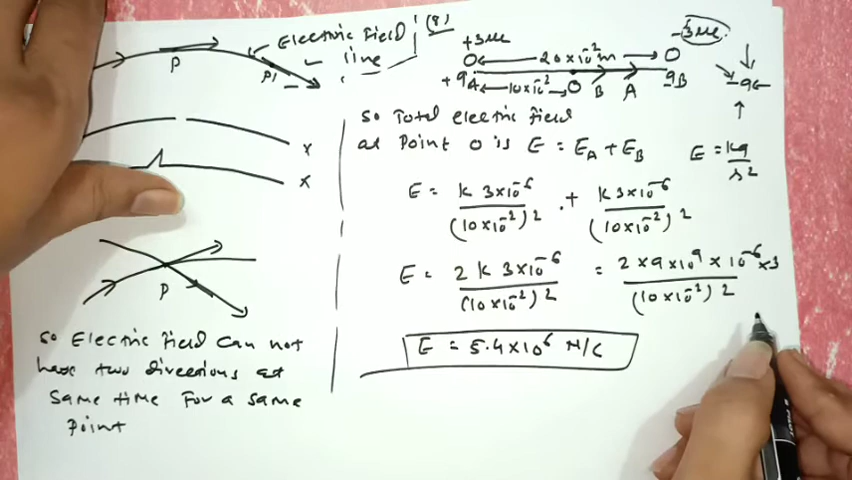 Electric Field
line
P
P1
x
x
P
So Electric Field can not
have two direcions at
same time for a same
point
(8)
+3μc
-3μc
20×10⁻²m
+qA
10×10⁻²
O
B
A
qB
-q
So Total electric field
at Point O is E = EA + EB
E = kq/r²
E = k 3×10⁻⁶/(10×10⁻²)² + k3×10⁻⁶/(10×10⁻²)²
E = 2 k 3×10⁻⁶/(10×10⁻²)² = 2×9×10⁹×10⁻⁶×3/(10×10⁻²)²
E = 5.4×10⁶ N/C